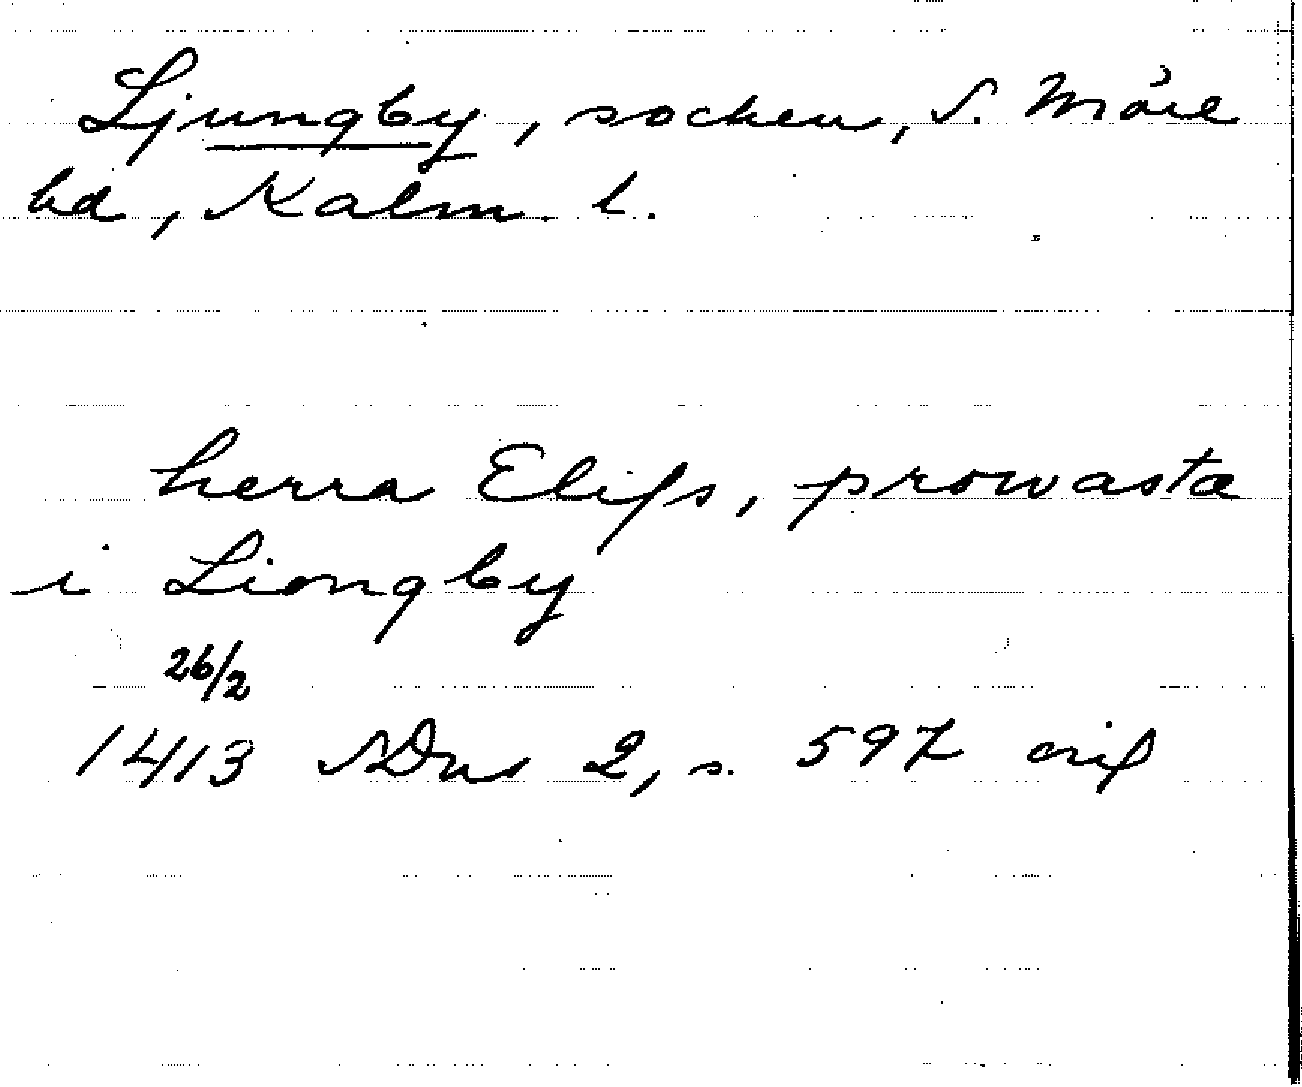 Ljungby, socken, S. Möre
hd, Kalm. l.
herra Elifs, prowasta
i Liongby
26/2
1413 SDns 2, s. 597 orig